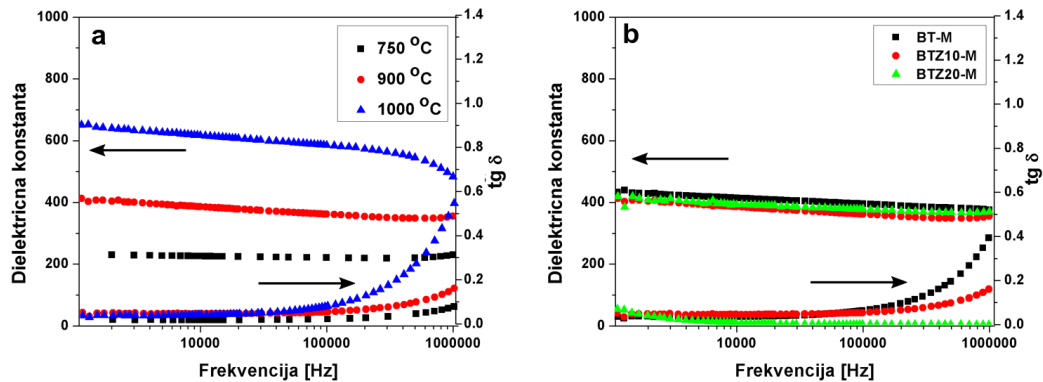 a
750 °C
900 °C
1000 °C
Dielektricna konstanta
1000
800
600
400
200
0
1.4
1.2
1.0
0.8
0.6
0.4
0.2
0.0
tg δ
10000
100000
1000000
Frekvencija [Hz]
b
BT-M
BTZ10-M
BTZ20-M
Dielektricna konstanta
1000
800
600
400
200
0
1.4
1.2
1.0
0.8
0.6
0.4
0.2
0.0
tg δ
10000
100000
1000000
Frekvencija [Hz]